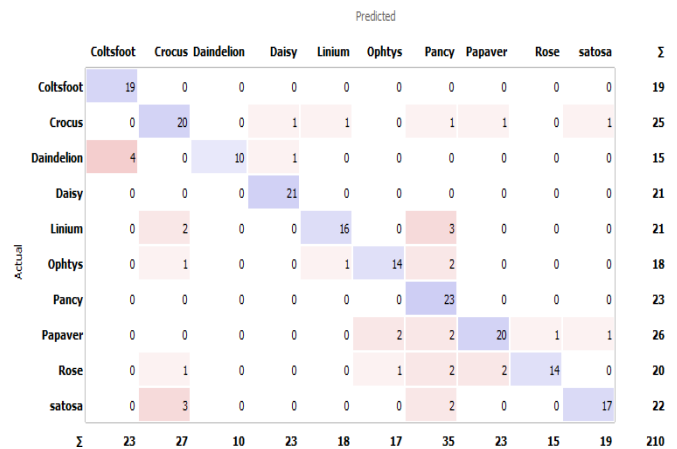 Predicted
Coltsfoot Crocus Daindelion Daisy Linium Ophtys Pancy Papaver Rose satosa Σ
Coltsfoot 19 0 0 0 0 0 0 0 0 0 19
Crocus 0 20 0 1 1 0 1 1 0 1 25
Daindelion 4 0 10 1 0 0 0 0 0 0 15
Daisy 0 0 0 21 0 0 0 0 0 0 21
Linium 0 2 0 0 16 0 3 0 0 0 21
Actual
Ophtys 0 1 0 0 1 14 2 0 0 0 18
Pancy 0 0 0 0 0 0 23 0 0 0 23
Papaver 0 0 0 0 0 2 2 20 1 1 26
Rose 0 1 0 0 0 1 2 2 14 0 20
satosa 0 3 0 0 0 0 2 0 0 17 22
Σ 23 27 10 23 18 17 35 23 15 19 210